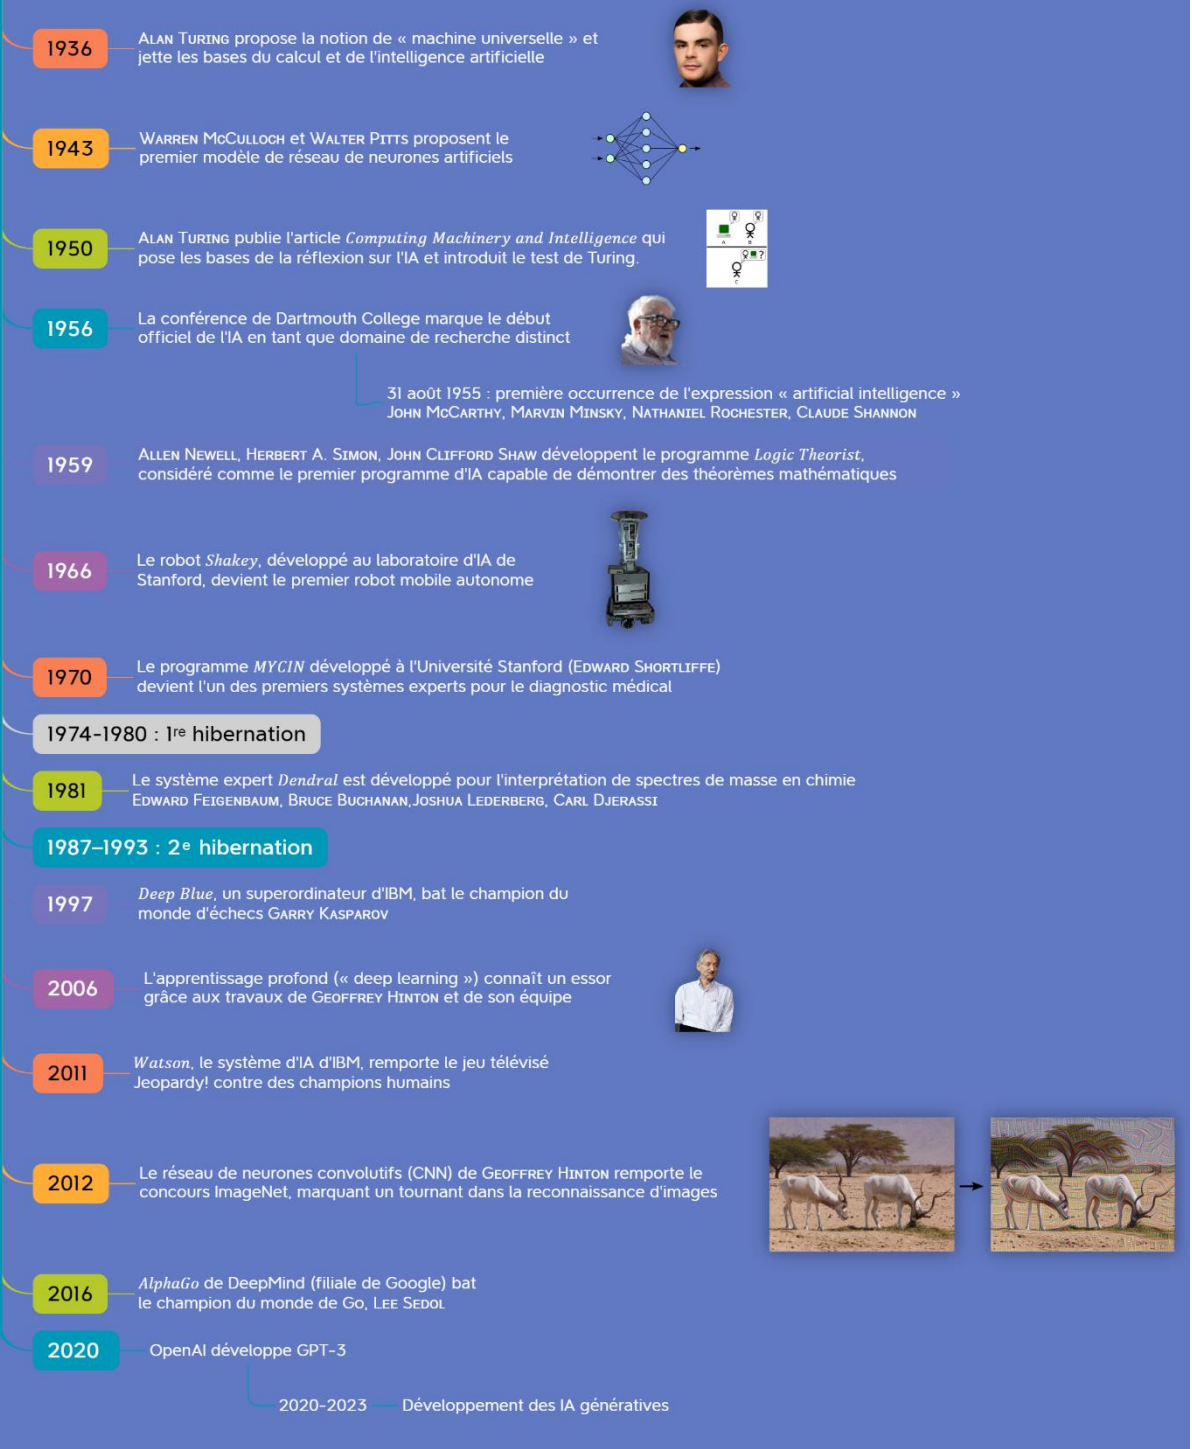 1936
ALAN TURING propose la notion de « machine universelle » et
jette les bases du calcul et de l'intelligence artificielle
1943
WARREN MCCULLOCH et WALTER PITTS proposent le
premier modèle de réseau de neurones artificiels
1950
ALAN TURING publie l'article Computing Machinery and Intelligence qui
pose les bases de la réflexion sur l'IA et introduit le test de Turing.
A B
?
C
1956
La conférence de Dartmouth College marque le début
officiel de l'IA en tant que domaine de recherche distinct
31 août 1955 : première occurrence de l'expression « artificial intelligence »
JOHN MCCARTHY, MARVIN MINSKY, NATHANIEL ROCHESTER, CLAUDE SHANNON
1959
ALLEN NEWELL, HERBERT A. SIMON, JOHN CLIFFORD SHAW développent le programme Logic Theorist,
considéré comme le premier programme d'IA capable de démontrer des théorèmes mathématiques
1966
Le robot Shakey, développé au laboratoire d'IA de
Stanford, devient le premier robot mobile autonome
1970
Le programme MYCIN développé à l'Université Stanford (EDWARD SHORTLIFFE)
devient l'un des premiers systèmes experts pour le diagnostic médical
1974-1980 : 1re hibernation
1981
Le système expert Dendral est développé pour l'interprétation de spectres de masse en chimie
EDWARD FEIGENBAUM, BRUCE BUCHANAN,JOSHUA LEDERBERG, CARL DJERASSI
1987–1993 : 2e hibernation
1997
Deep Blue, un superordinateur d'IBM, bat le champion du
monde d'échecs GARRY KASPAROV
2006
L'apprentissage profond (« deep learning ») connaît un essor
grâce aux travaux de GEOFFREY HINTON et de son équipe
2011
Watson, le système d'IA d'IBM, remporte le jeu télévisé
Jeopardy! contre des champions humains
2012
Le réseau de neurones convolutifs (CNN) de GEOFFREY HINTON remporte le
concours ImageNet, marquant un tournant dans la reconnaissance d'images
2016
AlphaGo de DeepMind (filiale de Google) bat
le champion du monde de Go, LEE SEDOL
2020
OpenAI développe GPT-3
2020-2023 Développement des IA génératives